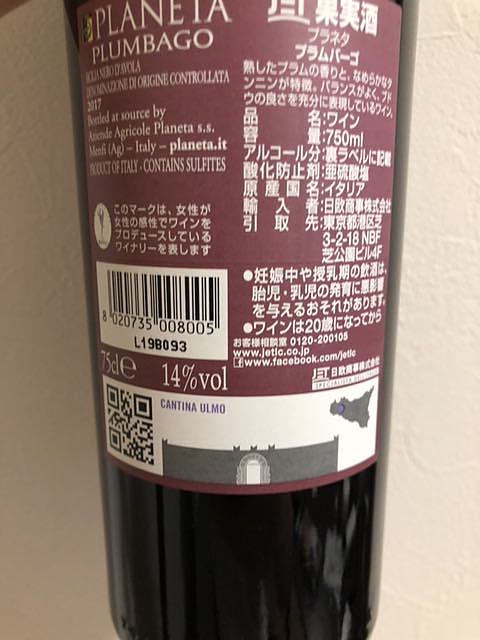 PLANETA
PLUMBAGO
SICILIA NERO D'AVOLA
DENOMINAZIONE DI ORIGINE CONTROLLATA
2017
Bottled at source by
Aziende Agricole Planeta s.s.
Menfi (Ag) – Italy – planeta.it
PRODUCT OF ITALY - CONTAINS SULFITES
このマークは、女性が
女性の感性でワインを
プロデュースしている
ワイナリーを表します
8 020735 008005
L19B093
75cl e
14%vol
CANTINA ULMO
JET 果実酒
プラネタ
プラムバーゴ
熟したプラムの香りと、なめらかなタ
ンニンが特徴。バランスがよく、ブド
ウの良さを充分に表現しているワイン。
品名:ワイン
容量:750ml
アルコール分:裏ラベルに記載
酸化防止剤:亜硫酸塩
原産国名:イタリア
輸入者:日欧商事株式会社
引取先:東京都港区芝
3-2-18 NBF
芝公園ビル4F
●妊娠中や授乳期の飲酒は、
胎児・乳児の発育に悪影響
を与えるおそれがあります。
●ワインは20歳になってから
お客様相談室 0120-200105
www.jetlc.co.jp
www.facebook.com/jetlc
JET 日欧商事株式会社